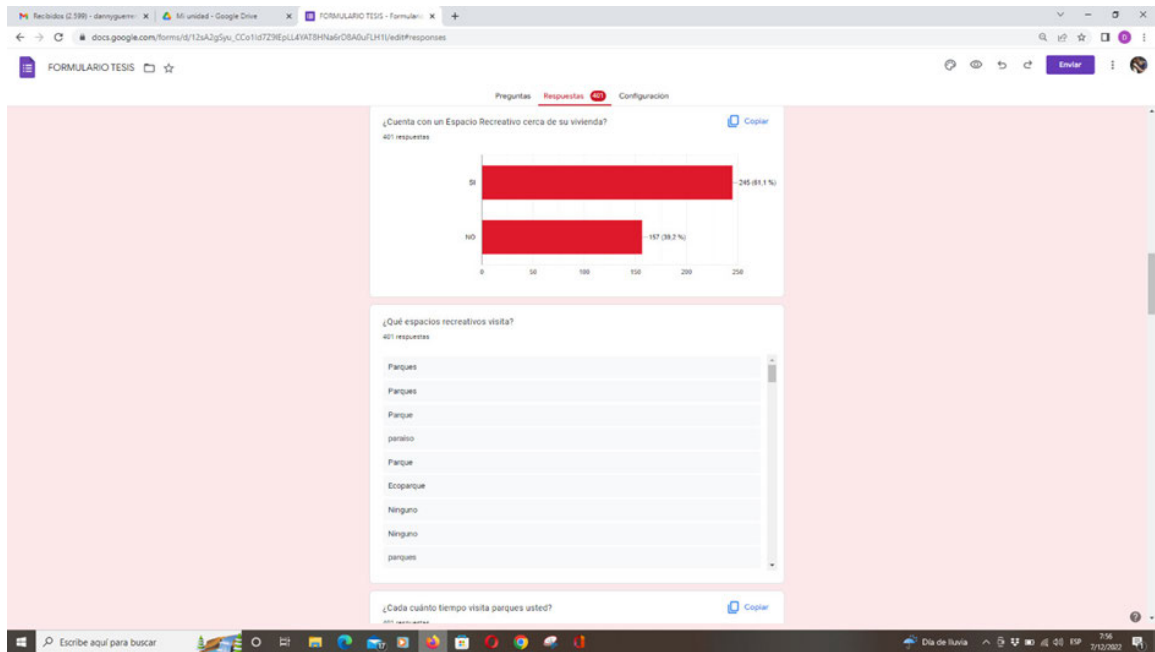 Recibidos (2.599) - dannyguerre
Mi unidad - Google Drive
FORMULARIO TESIS - Formulari
docs.google.com/forms/d/
/edit#responses
FORMULARIO TESIS
Enviar
Preguntas Respuestas 401 Configuración
¿Cuenta con un Espacio Recreativo cerca de su vivienda?
Copiar
401 respuestas
SI
245 (61,1 %)
NO
157 (39,2 %)
0 50 100 150 200 250
¿Qué espacios recreativos visita?
401 respuestas
Parques
Parques
Parque
paraiso
Parque
Ecoparque
Ninguno
Ninguno
parques
¿Cada cuánto tiempo visita parques usted?
Copiar
401 respuestas
Escribe aquí para buscar
Día de lluvia
ESP
7:56
7/12/2022